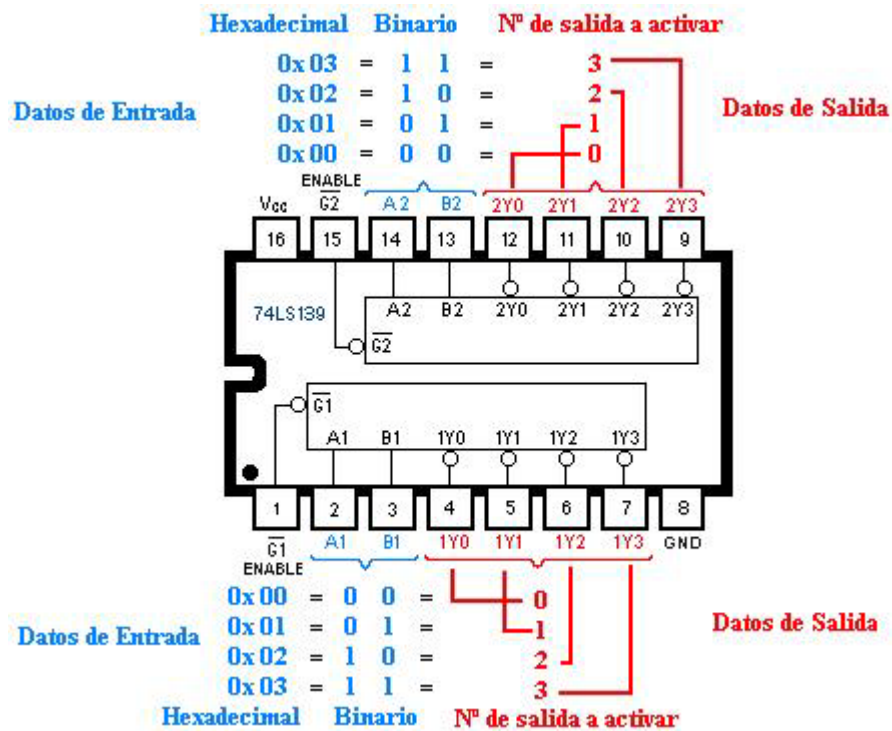 Hexadecimal Binario Nº de salida a activar
0x 03 = 1 1 = 3
0x 02 = 1 0 = 2
Datos de Entrada
Datos de Salida
0x 01 = 0 1 = 1
0x 00 = 0 0 = 0
ENABLE
Vcc G2 A2 B2 2Y0 2Y1 2Y2 2Y3
16 15 14 13 12 11 10 9
74LS139
A2 B2 2Y0 2Y1 2Y2 2Y3
G2
G1
A1 B1 1Y0 1Y1 1Y2 1Y3
1 2 3 4 5 6 7 8
G1 A1 B1 1Y0 1Y1 1Y2 1Y3 GND
ENABLE
0x 00 = 0 0 = 0
0x 01 = 0 1 = 1
Datos de Entrada
Datos de Salida
0x 02 = 1 0 = 2
0x 03 = 1 1 = 3
Hexadecimal Binario Nº de salida a activar